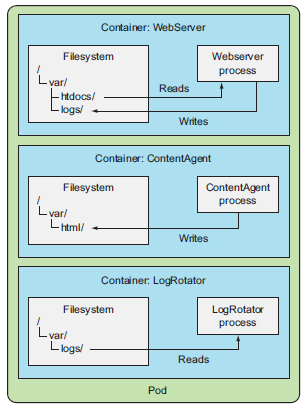 Container: WebServer
Filesystem
/
var/
htdocs/
logs/
Webserver
process
Reads
Writes
Container: ContentAgent
Filesystem
/
var/
html/
ContentAgent
process
Writes
Container: LogRotator
Filesystem
/
var/
logs/
LogRotator
process
Reads
Pod